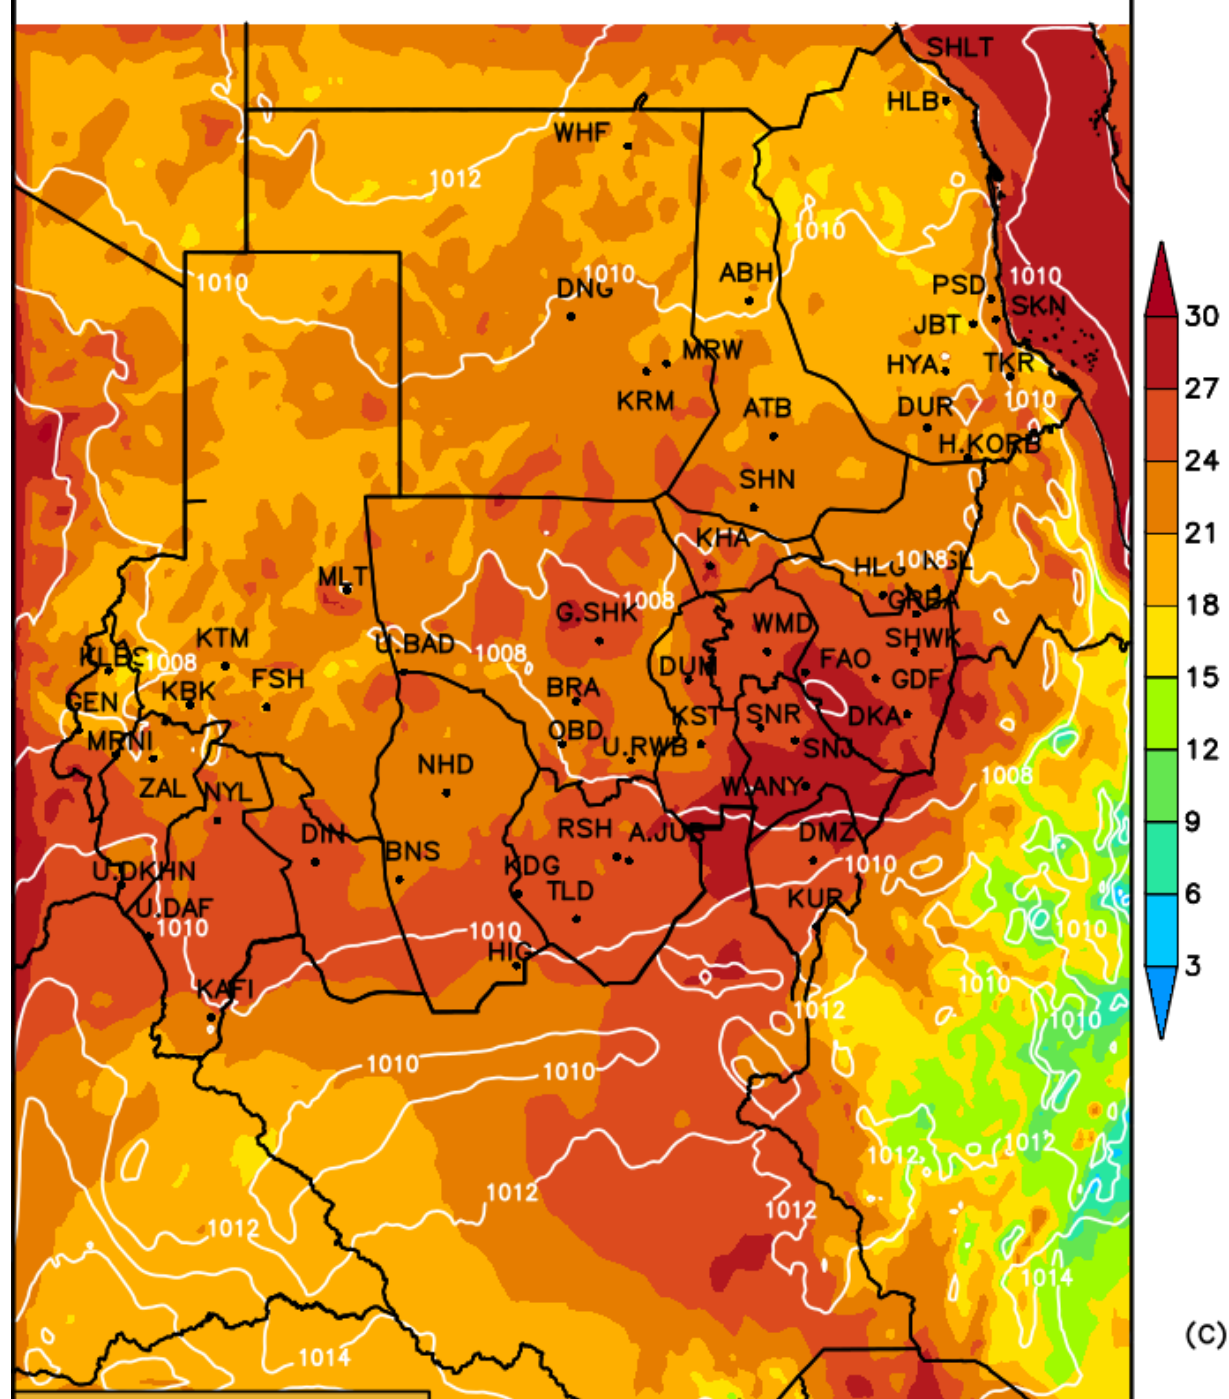 SHLT
HLB
WHF
1012
1010
ABH
1010
1010
DNG
1010
PSD
SKN
JBT
MRW
HYA
TKR
KRM
ATB
DUR
1010
H.KORB
SHN
KHA
HLG
1008
KSL
MLT
GRBA
1008
G.SHK
WMD
SHWK
KTM
U.BAD
1008
KLBS
1008
DUM
FAO
GDF
KBK
FSH
BRA
GEN
KST
SNR
DKA
MRNI
OBD
U.RWB
SNJ
NHD
1008
ZAL
NYL
W.ANY
DIN
RSH
A.JUB
DMZ
BNS
KDG
1010
U.DKHN
TLD
KUR
U.DAF
1010
1010
1010
HIG
KAFI
1010
1012
1010
1010
1010
1012
1012
1012
1012
1012
1014
1014
30
27
24
21
18
15
12
9
6
3
(C)